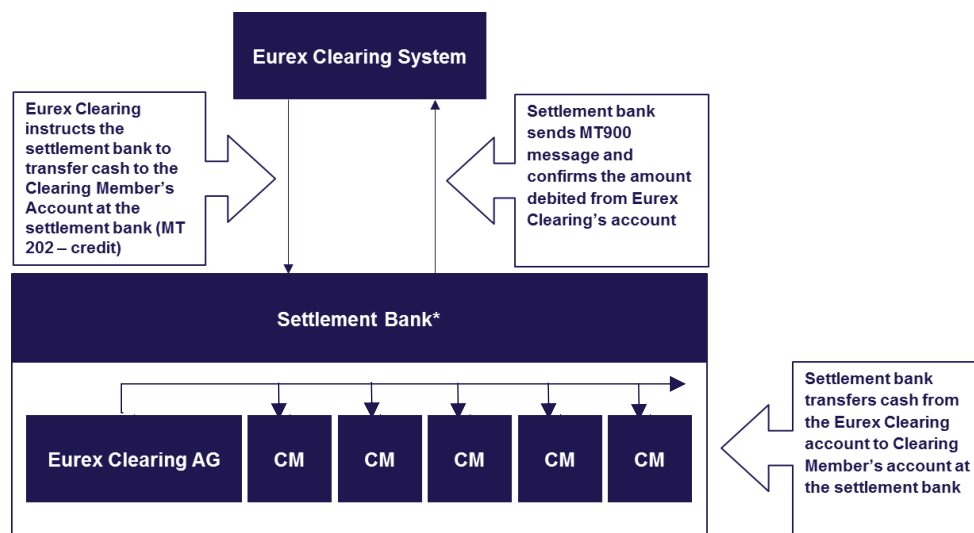 Eurex Clearing System
Eurex Clearing
instructs the
settlement bank to
transfer cash to the
Clearing Member's
Account at the
settlement bank (MT
202 – credit)
Settlement bank
sends MT900
message and
confirms the amount
debited from Eurex
Clearing's account
Settlement Bank*
Eurex Clearing AG
CM
CM
CM
CM
CM
Settlement bank
transfers cash from
the Eurex Clearing
account to Clearing
Member's account at
the settlement bank